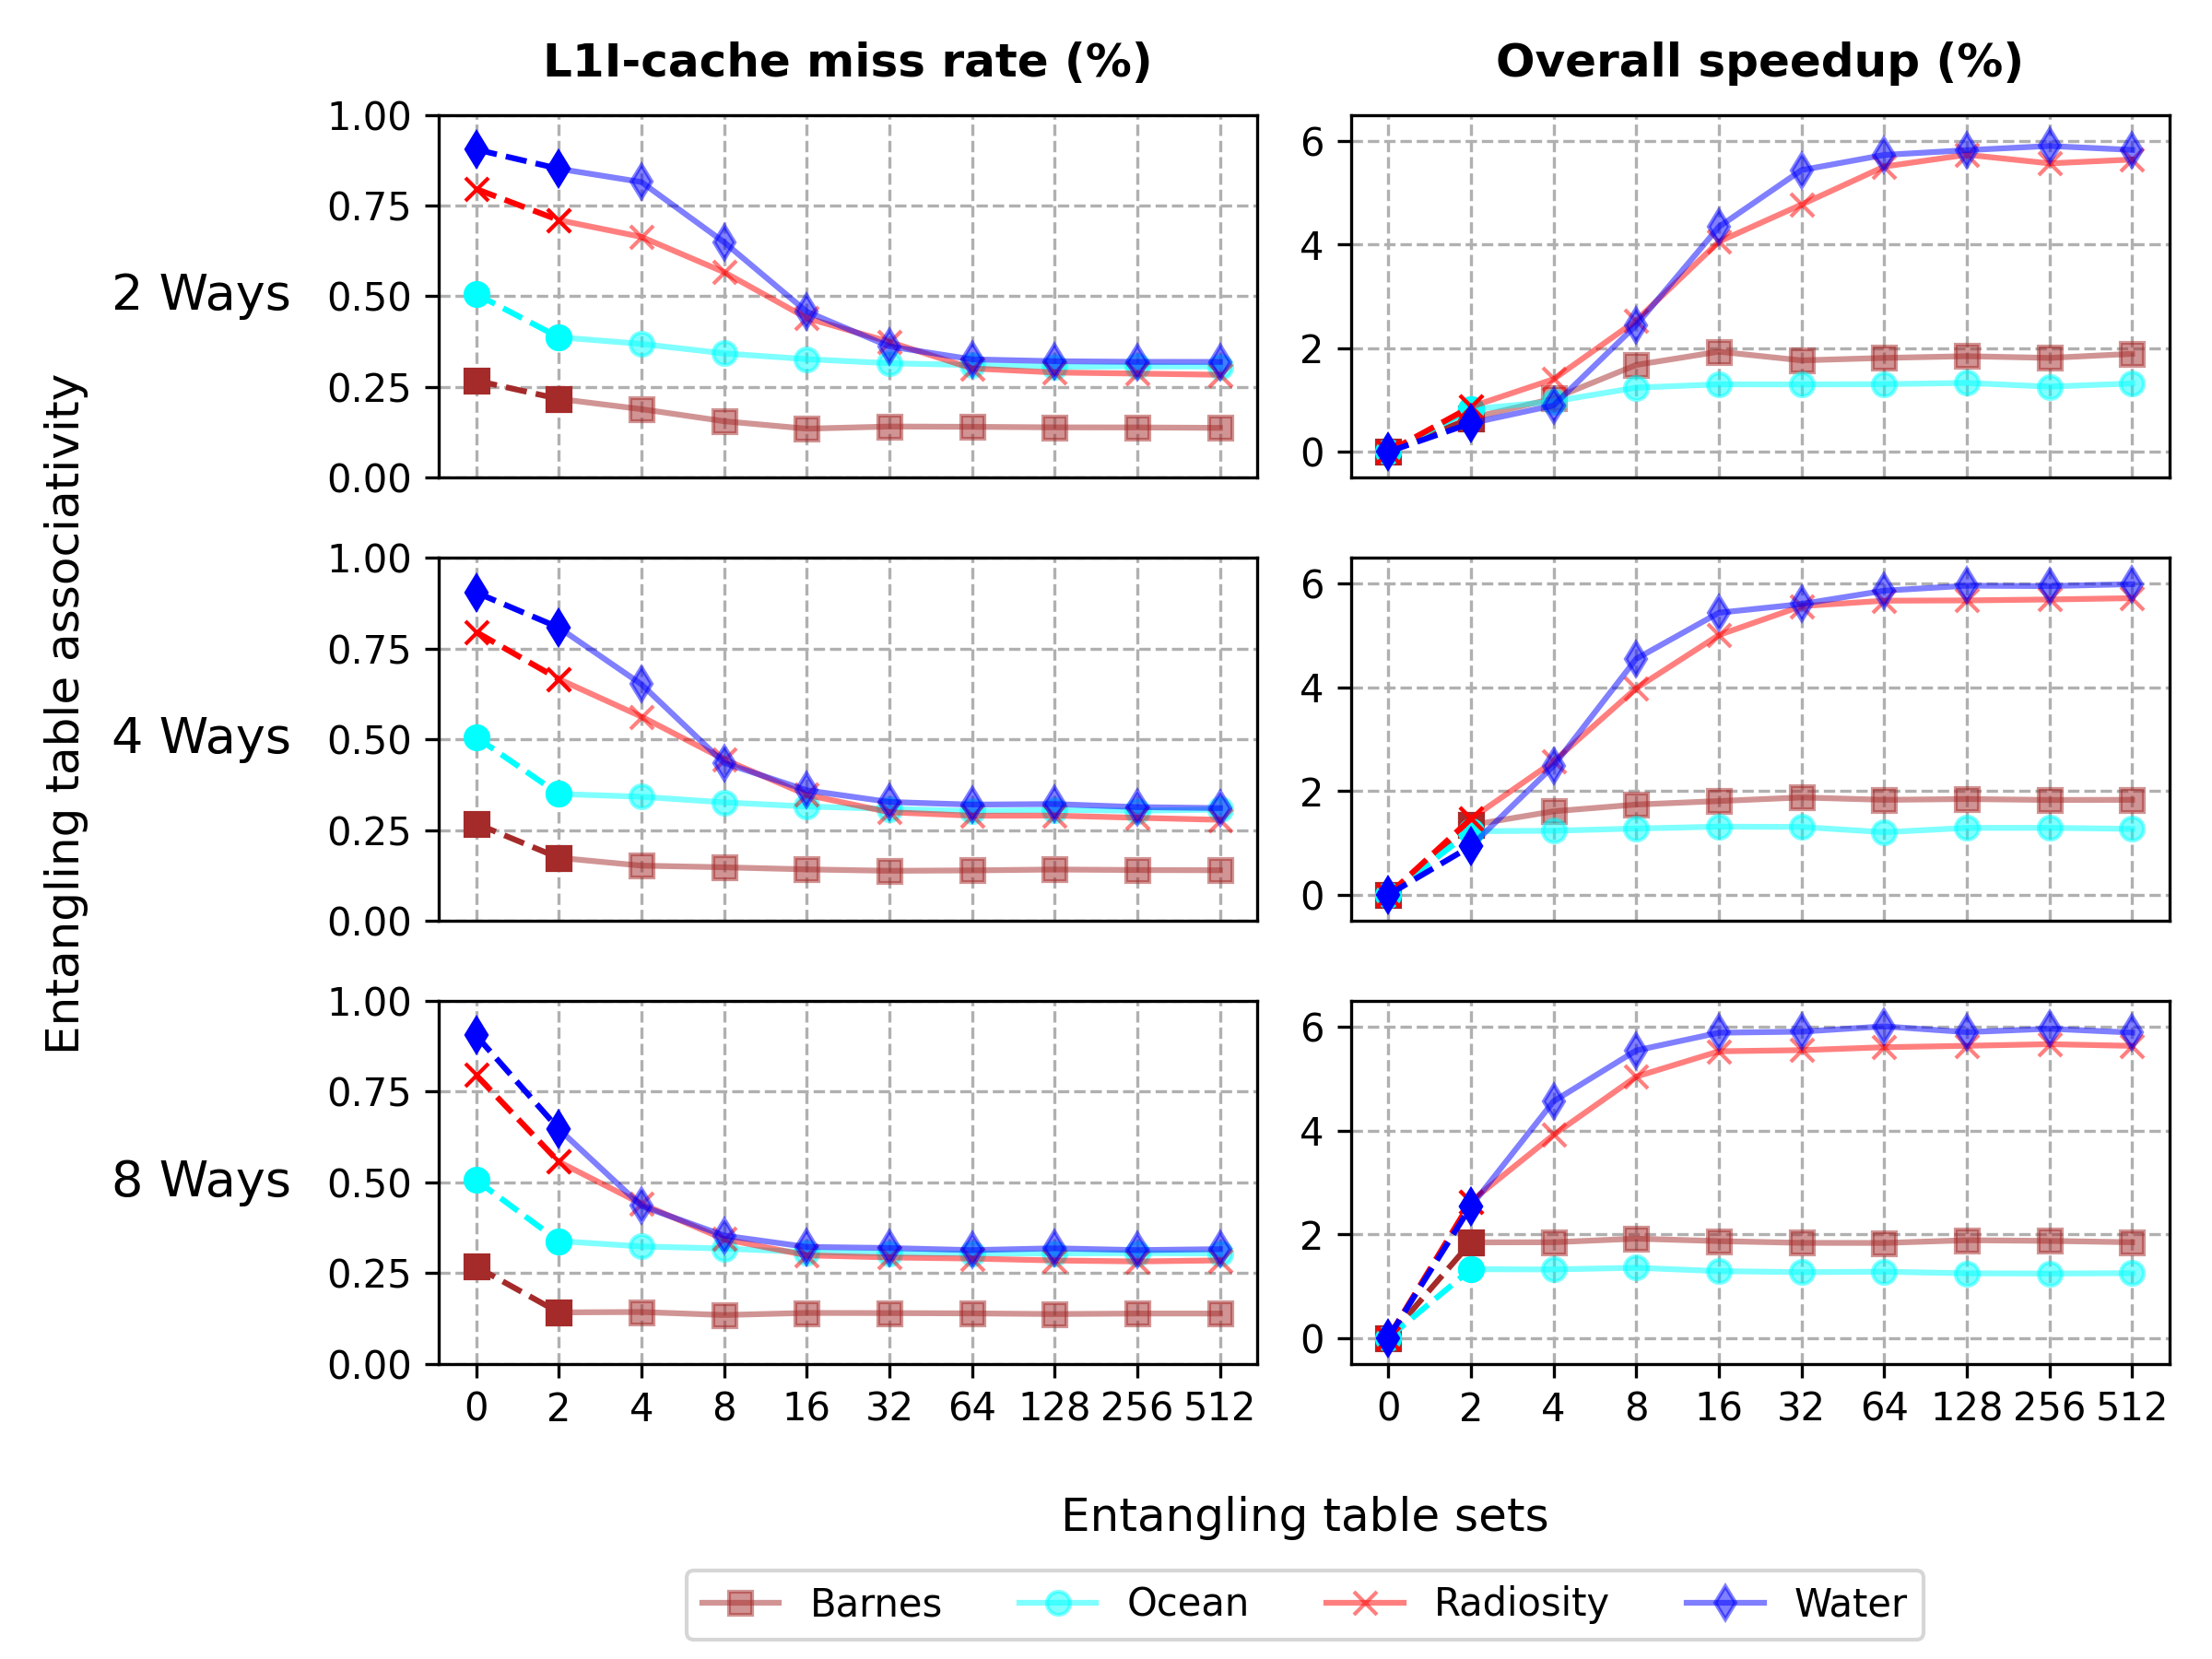 L1I-cache miss rate (%)
Overall speedup (%)
Entangling table associativity
2 Ways
1.00
0.75
0.50
0.25
0.00
6
4
2
0
4 Ways
1.00
0.75
0.50
0.25
0.00
6
4
2
0
8 Ways
1.00
0.75
0.50
0.25
0.00
6
4
2
0
0 2 4 8 16 32 64 128 256 512
0 2 4 8 16 32 64 128 256 512
Entangling table sets
Barnes Ocean Radiosity Water